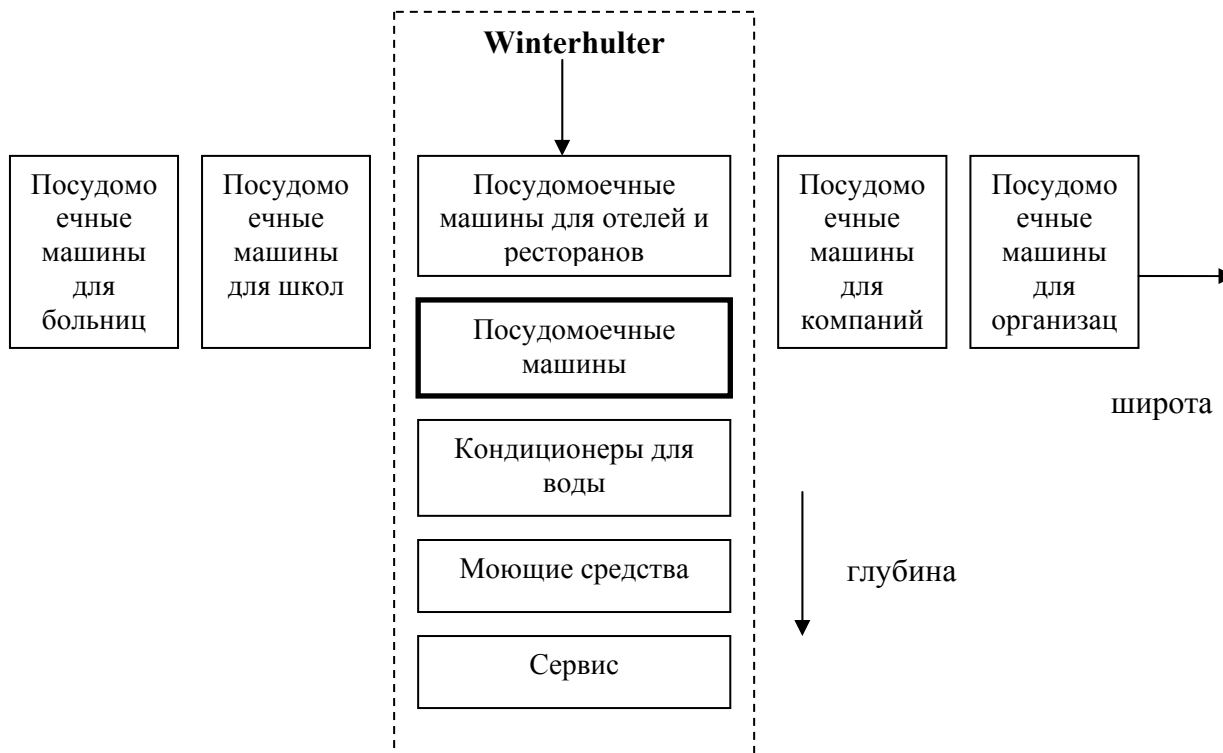 Winterhulter
Посудомо
ечные
машины
для
больниц
Посудомо
ечные
машины
для школ
Посудомоечные
машины для отелей и
ресторанов
Посудомо
ечные
машины
для
компаний
Посудомо
ечные
машины
для
организац
Посудомоечные
машины
широта
Кондиционеры для
воды
Моющие средства
глубина
Сервис